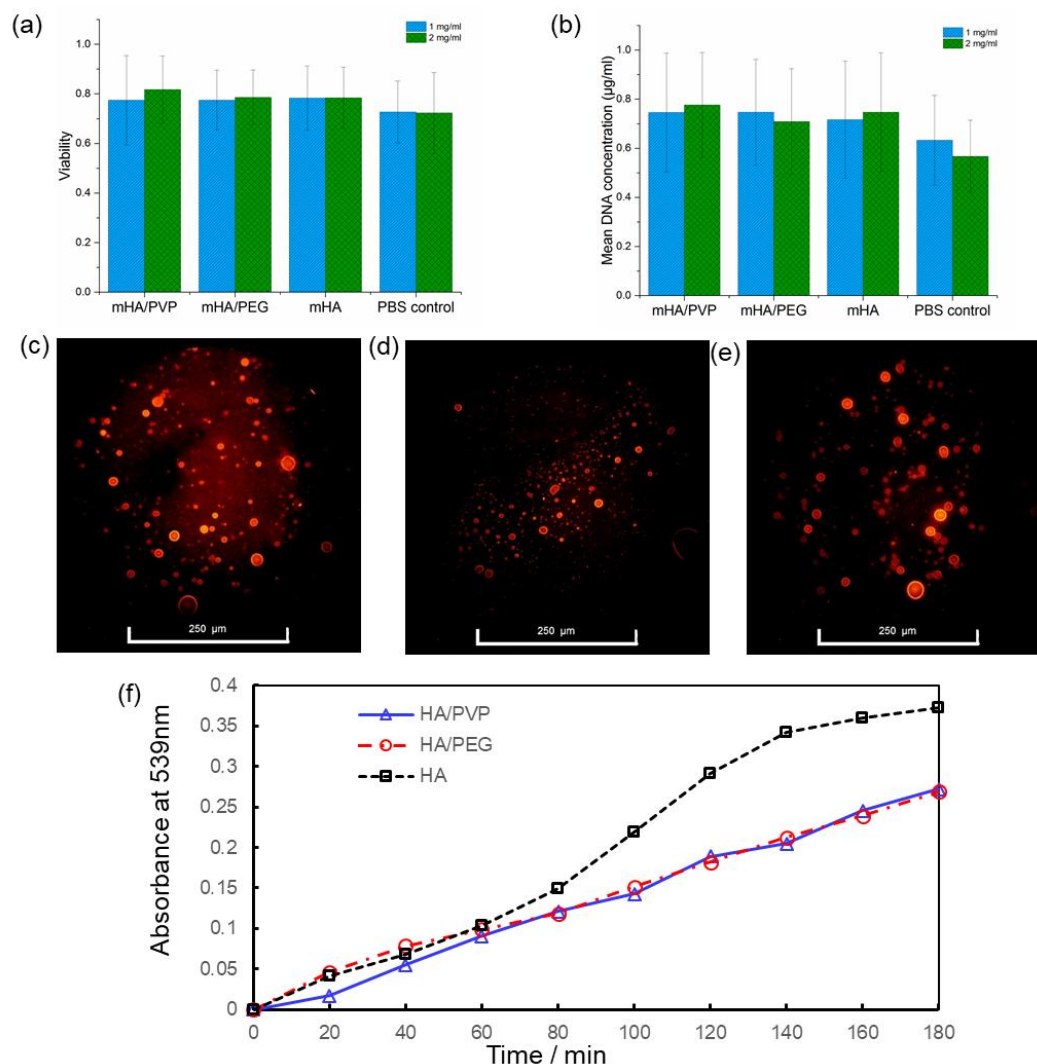 (a)
1 mg/ml
2 mg/ml
1.0
0.8
0.6
0.4
0.2
0.0
Viability
mHA/PVP mHA/PEG mHA PBS control
(b)
1 mg/ml
2 mg/ml
1.0
0.8
0.6
0.4
0.2
0.0
Mean DNA concentration (µg/ml)
mHA/PVP mHA/PEG mHA PBS control
(c)
250 µm
(d)
250 µm
(e)
250 µm
(f)
HA/PVP
HA/PEG
HA
0.4
0.35
0.3
0.25
0.2
0.15
0.1
0.05
0
Absorbance at 539nm
0 20 40 60 80 100 120 140 160 180
Time / min